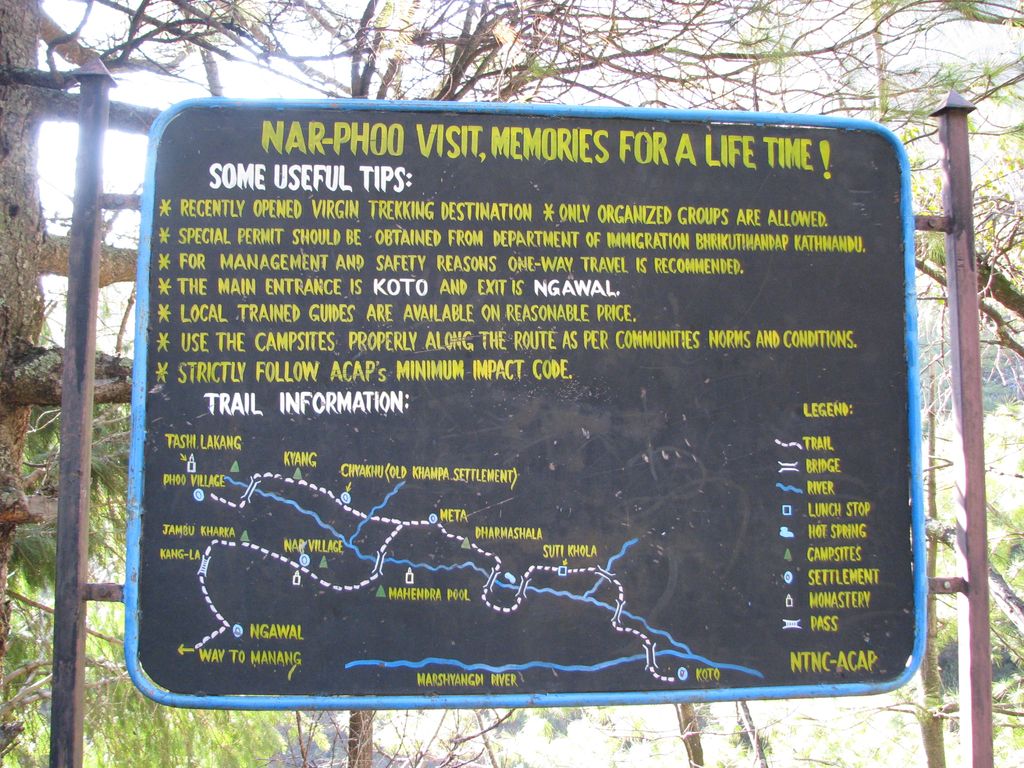 NAR-PHOO VISIT, MEMORIES FOR A LIFE TIME!
SOME USEFUL TIPS:
* RECENTLY OPENED VIRGIN TREKKING DESTINATION * ONLY ORGANIZED GROUPS ARE ALLOWED.
* SPECIAL PERMIT SHOULD BE OBTAINED FROM DEPARTMENT OF IMMIGRATION BHRIKUTIMANDAP KATHMANDU.
* FOR MANAGEMENT AND SAFETY REASONS ONE-WAY TRAVEL IS RECOMMENDED.
* THE MAIN ENTRANCE IS KOTO AND EXIT IS NGAWAL.
* LOCAL TRAINED GUIDES ARE AVAILABLE ON REASONABLE PRICE.
* USE THE CAMPSITES PROPERLY ALONG THE ROUTE AS PER COMMUNITIES NORMS AND CONDITIONS.
* STRICTLY FOLLOW ACAP's MINIMUM IMPACT CODE.
TRAIL INFORMATION:
TASHI LAKANG
PHOO VILLAGE
KYANG
CHYAKHU (OLD KHAMPA SETTLEMENT)
META
DHARMASHALA
JAMBU KHARKA
KANG-LA
NAR VILLAGE
SUTI KHOLA
MAHENDRA POOL
NGAWAL
← WAY TO MANANG
MARSHYANGDI RIVER
KOTO
LEGEND:
TRAIL
BRIDGE
RIVER
LUNCH STOP
HOT SPRING
CAMPSITES
SETTLEMENT
MONASTERY
PASS
NTNC-ACAP